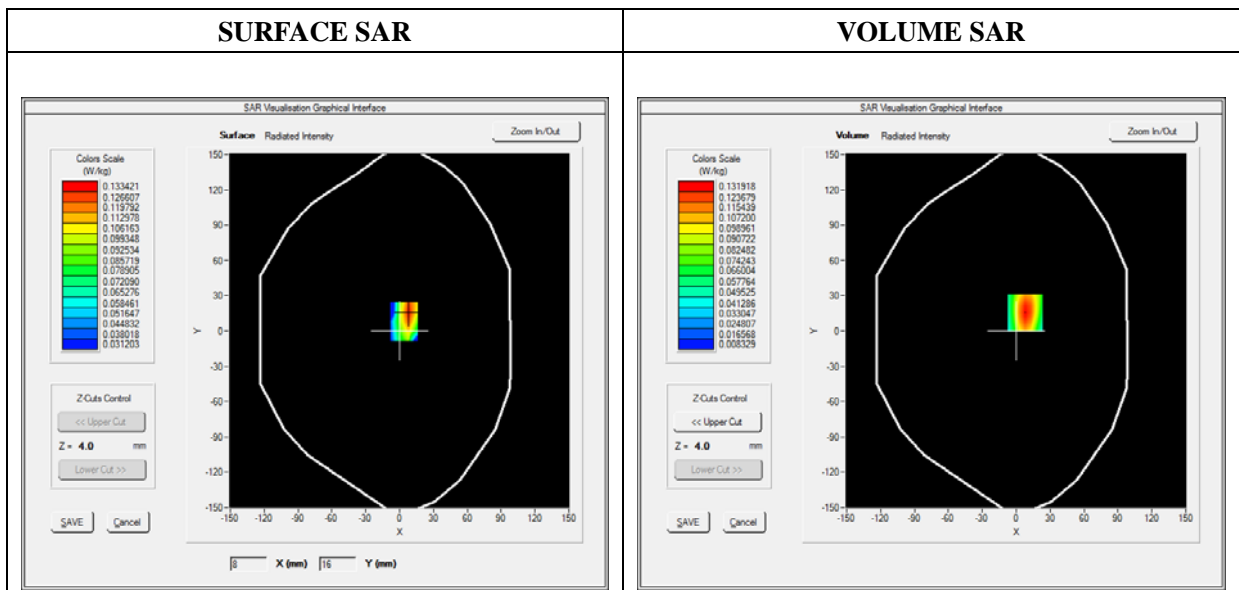 SURFACE SAR
VOLUME SAR
SAR Visualisation Graphical Interface
Surface Radiated Intensity
Zoom In/Out
Colors Scale
(W/kg)
0.133421
0.126607
0.119792
0.112978
0.106163
0.099348
0.092534
0.085719
0.078905
0.072090
0.065276
0.058461
0.051647
0.044832
0.038018
0.031203
Z-Cuts Control
<< Upper Cut
Z = 4.0 mm
Lower Cut >>
SAVE Cancel
150
120
90
60
30
0
-30
-60
-90
-120
-150
Y
-150 -120 -90 -60 -30 0 30 60 90 120 150
X
8 X (mm) 16 Y (mm)
SAR Visualisation Graphical Interface
Volume Radiated Intensity
Zoom In/Out
Colors Scale
(W/kg)
0.131918
0.123679
0.115439
0.107200
0.098961
0.090722
0.082482
0.074243
0.066004
0.057764
0.049525
0.041286
0.033047
0.024807
0.016568
0.008329
Z-Cuts Control
<< Upper Cut
Z = 4.0 mm
Lower Cut >>
SAVE Cancel
150
120
90
60
30
0
-30
-60
-90
-120
-150
Y
-150 -120 -90 -60 -30 0 30 60 90 120 150
X